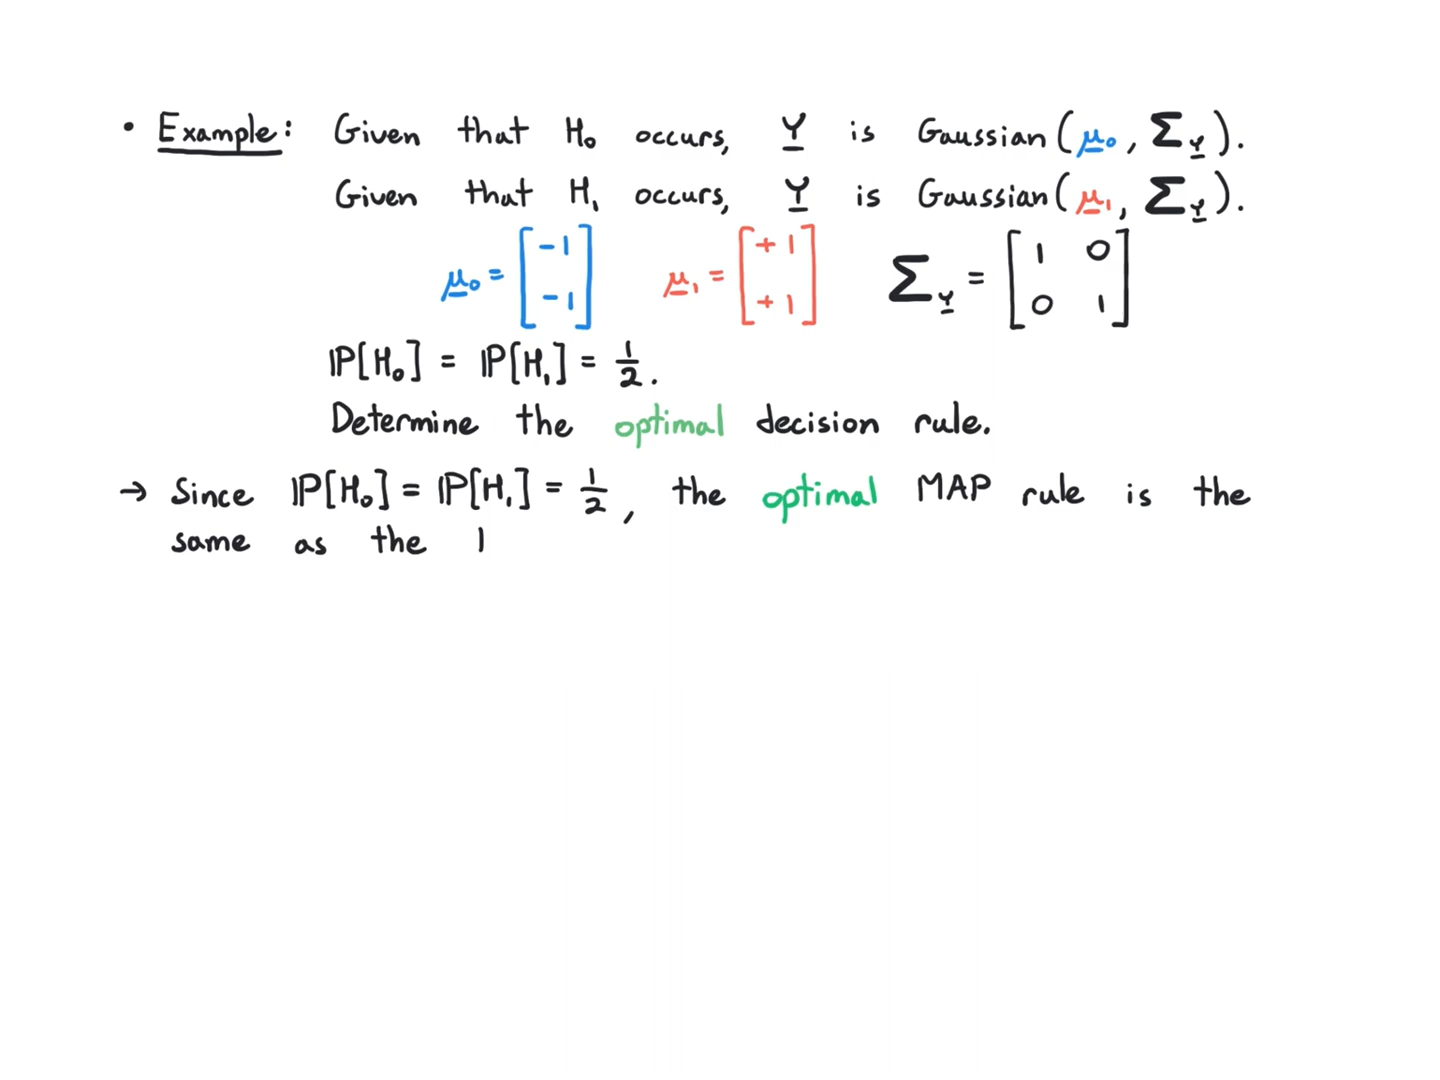 • Example: Given that H₀ occurs, Y is Gaussian(μ₀, Σ_Y).
Given that H₁ occurs, Y is Gaussian(μ₁, Σ_Y).
μ₀ = [-1 -1] μ₁ = [+1 +1] Σ_Y = [1 0 0 1]
ℙ[H₀] = ℙ[H₁] = 1/2.
Determine the optimal decision rule.
→ Since ℙ[H₀] = ℙ[H₁] = 1/2, the optimal MAP rule is the
same as the